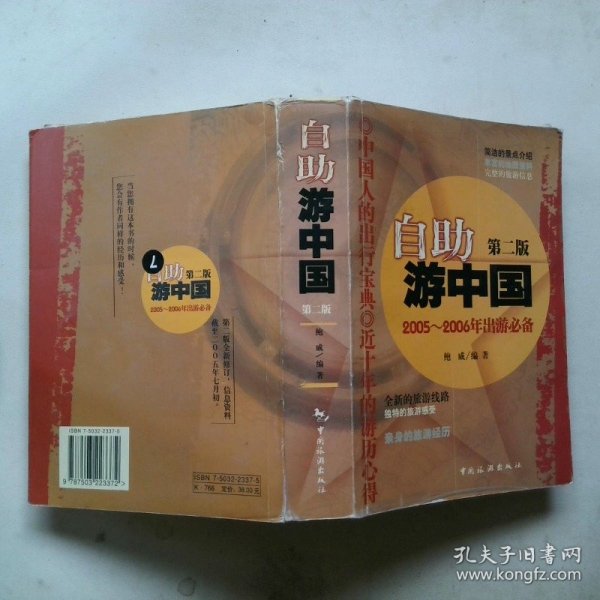 当您拥有这本书的时候，
您会有作者同样的经历和感受！
自助
第二版
游中国
2005～2006年出游必备
第二版全新修订，信息资料
截至二00五年七月初。
ISBN 7-5032-2337-5
9 787503 223372 >
ISBN 7-5032-2337-5
K·766 定价：38.00元
自助
游中国
第二版
鲍威/编著
中国旅游出版社
◎中国人的出行宝典◎近十年的游历心得
简洁的景点介绍
完整的旅游信息
自助
第二版
游中国
2005～2006年出游必备
鲍威/编著
全新的旅游线路
独特的旅游感受
亲身的旅游经历
中国旅游出版社
孔夫子旧书网
www.kongfz.com